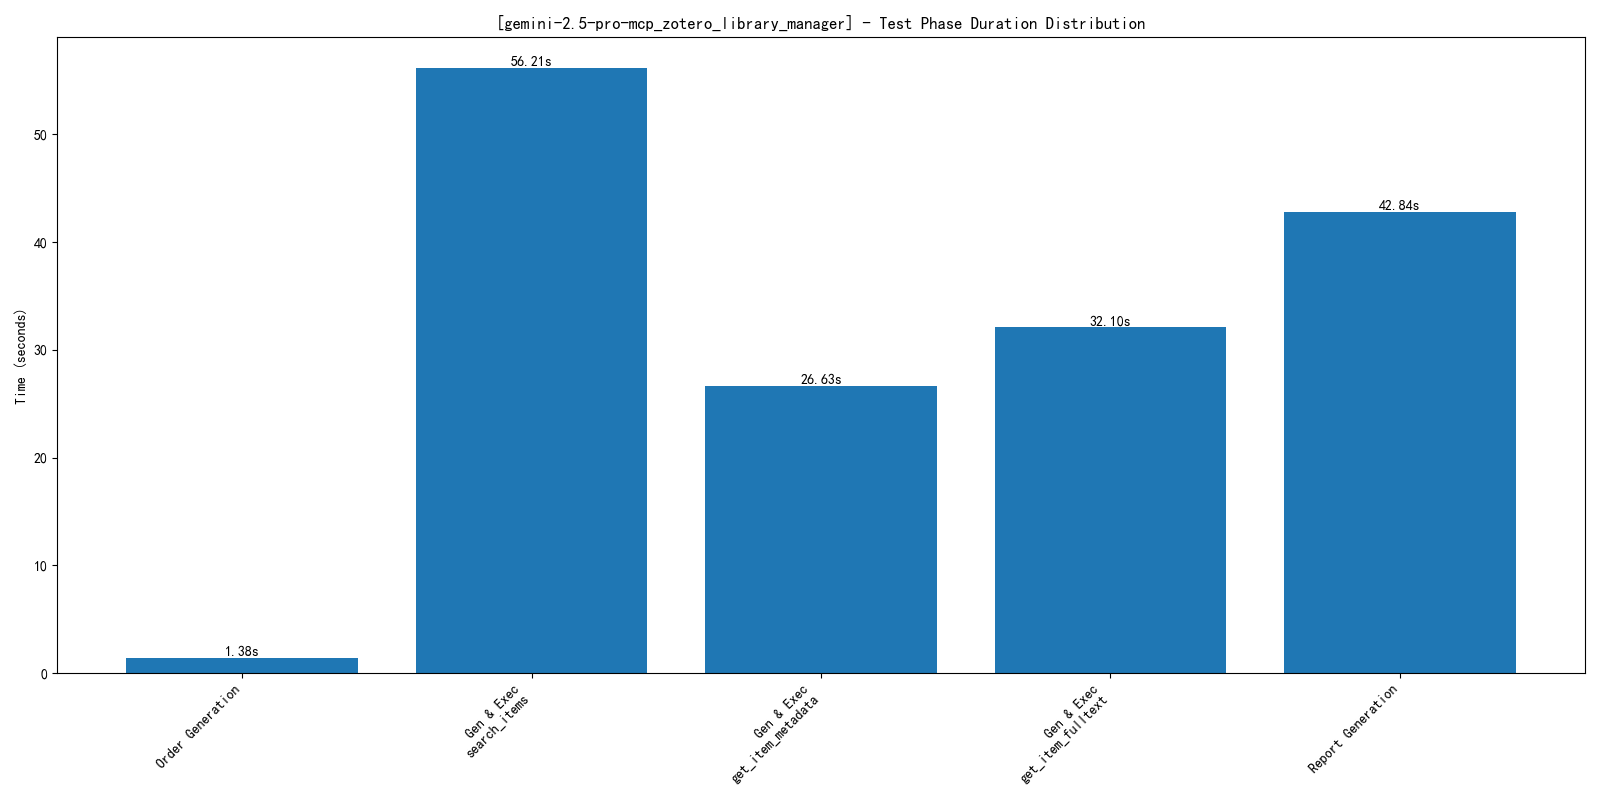 [gemini-2.5-pro-mcp_zotero_library_manager] - Test Phase Duration Distribution
Time (seconds)
50
40
30
20
10
0
1.38s
56.21s
26.63s
32.10s
42.84s
Order Generation
Gen & Exec
search_items
Gen & Exec
get_item_metadata
Gen & Exec
get_item_fulltext
Report Generation